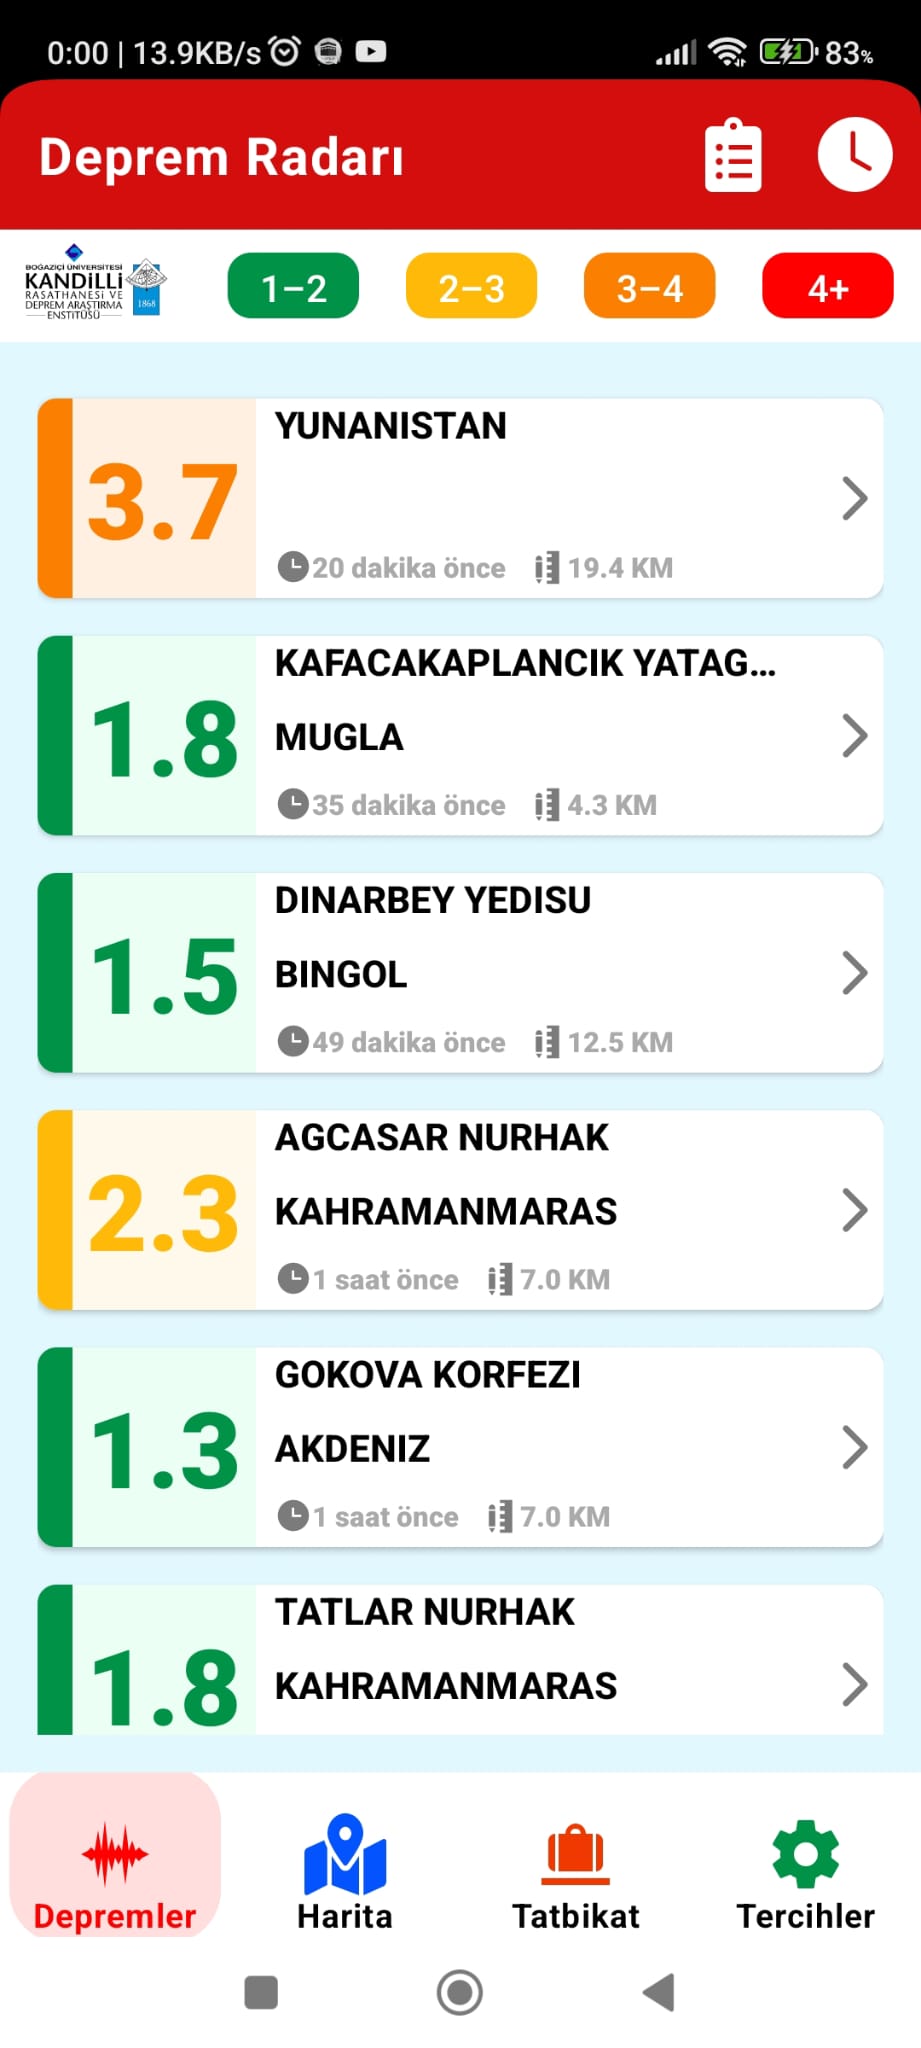 0:00 | 13.9KB/s 83%
Deprem Radarı
BOĞAZİÇİ ÜNİVERSİTESİ
KANDİLLİ
RASATHANESİ VE
DEPREM ARAŞTIRMA
ENSTİTÜSÜ
1868
1–2 2–3 3–4 4+
YUNANISTAN
3.7
20 dakika önce 19.4 KM
KAFACAKAPLANCIK YATAG...
1.8 MUGLA
35 dakika önce 4.3 KM
DINARBEY YEDISU
1.5 BINGOL
49 dakika önce 12.5 KM
AGCASAR NURHAK
2.3 KAHRAMANMARAS
1 saat önce 7.0 KM
GOKOVA KORFEZI
1.3 AKDENIZ
1 saat önce 7.0 KM
TATLAR NURHAK
1.8 KAHRAMANMARAS
Depremler Harita Tatbikat Tercihler